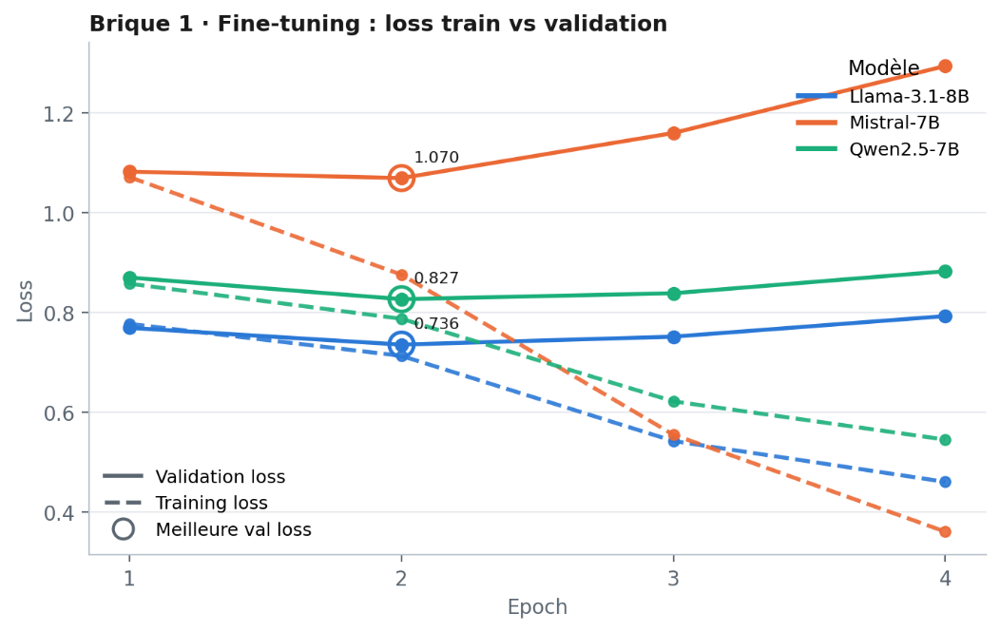 Brique 1 · Fine-tuning : loss train vs validation
Modèle
Llama-3.1-8B
Mistral-7B
Qwen2.5-7B
1.070
0.827
0.736
Validation loss
Training loss
Meilleure val loss
Loss
1.2
1.0
0.8
0.6
0.4
1
2
3
4
Epoch